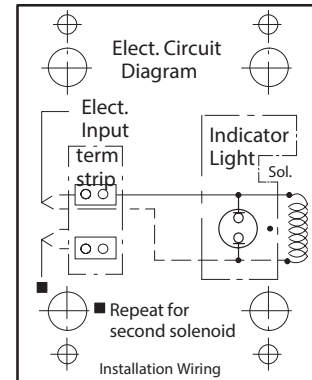 Elect. Circuit
Diagram
Elect.
Input
term
strip
Indicator
Light
Sol.
Repeat for
second solenoid
Installation Wiring